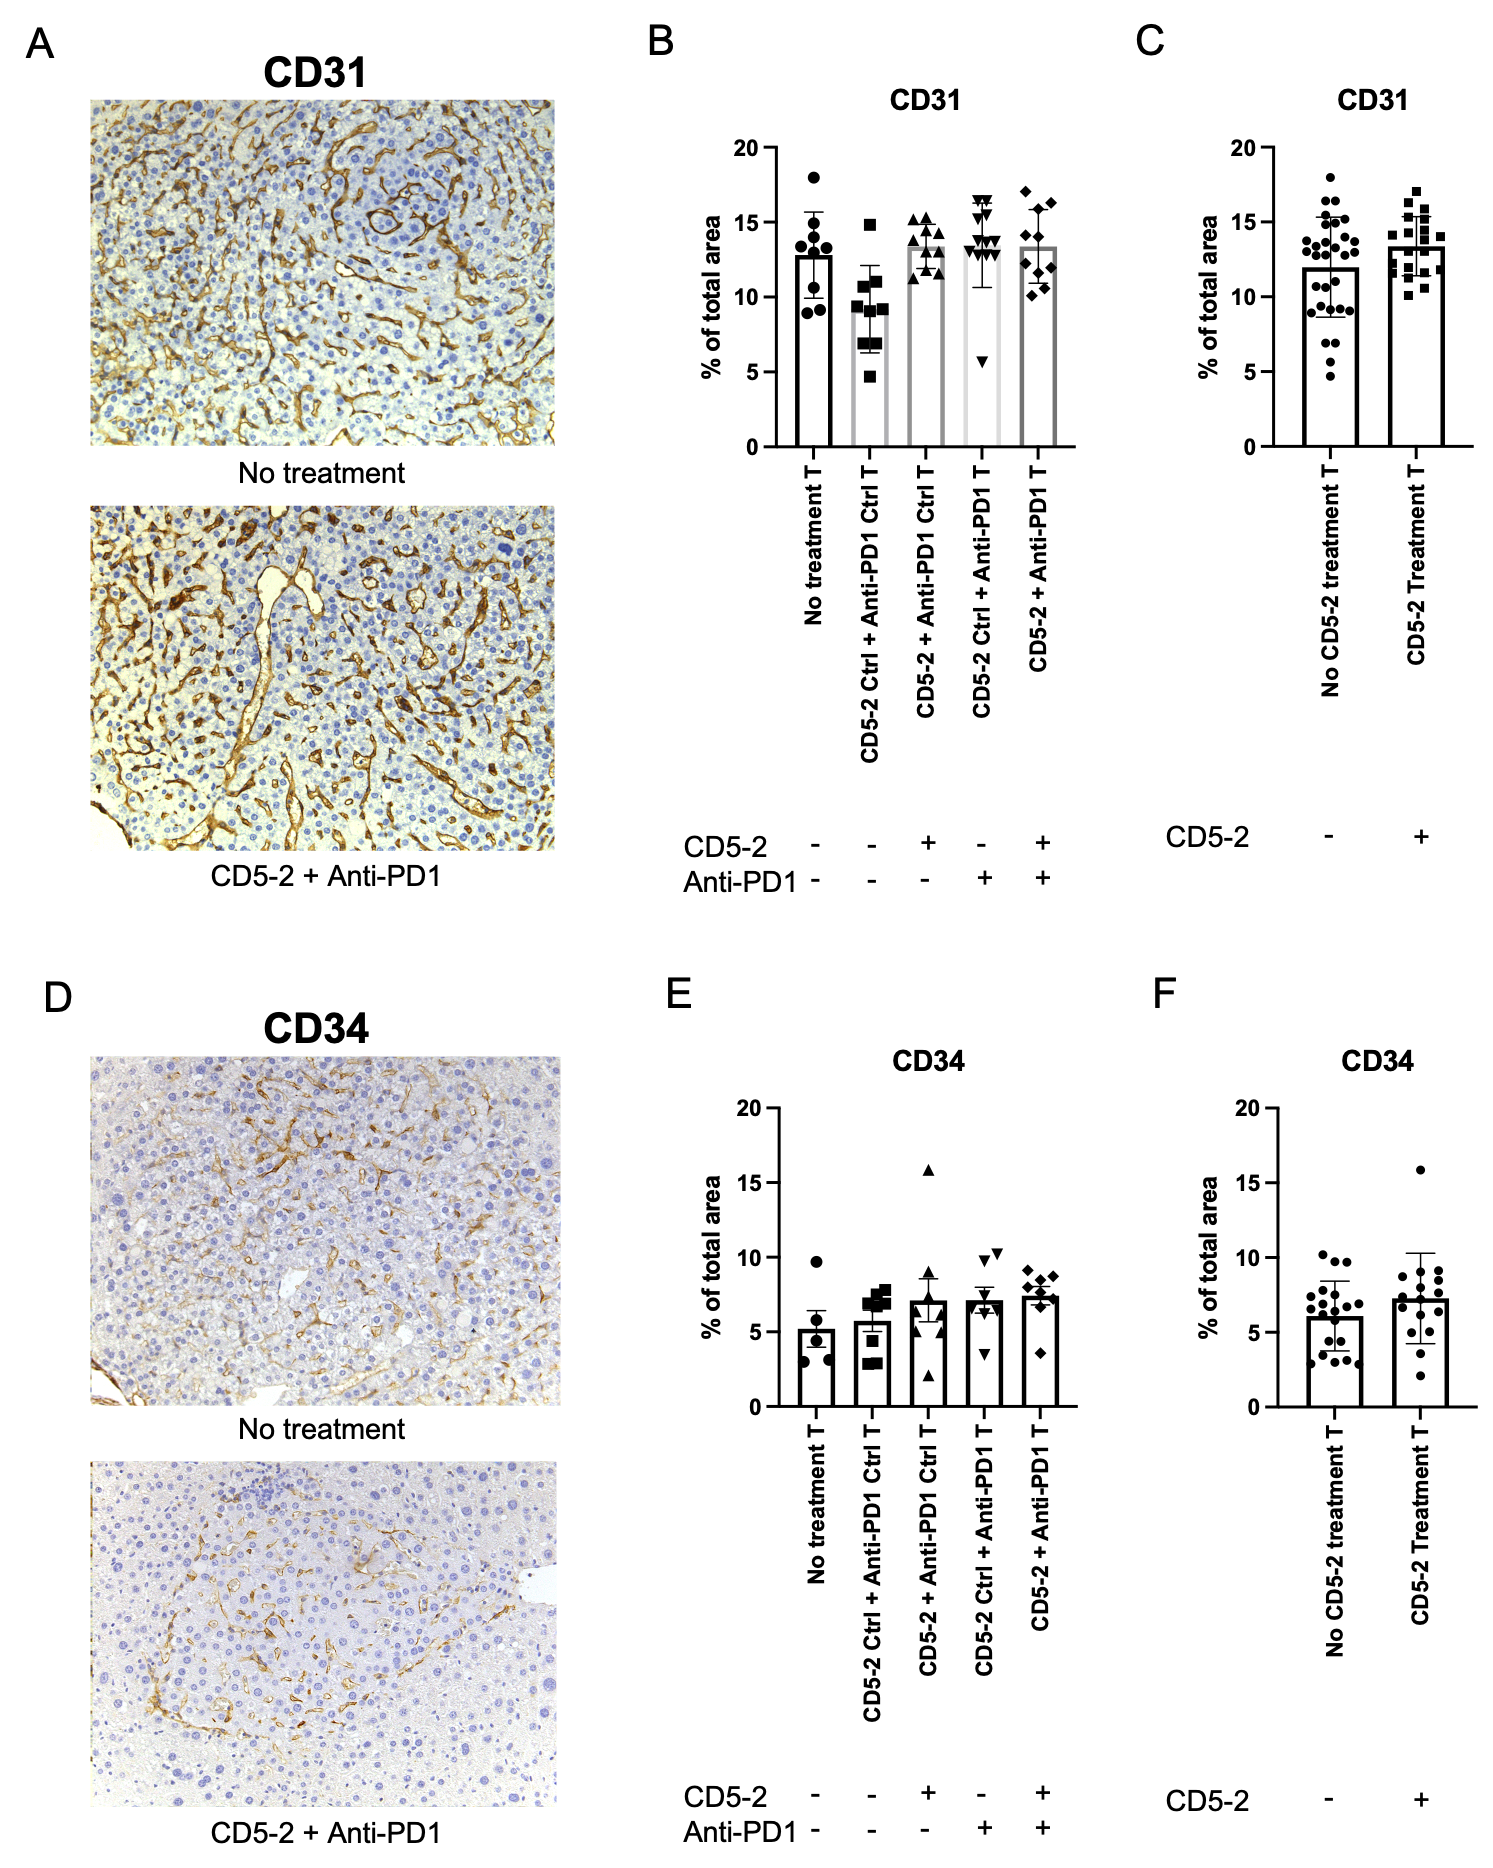 A
CD31
No treatment
CD5-2 + Anti-PD1
B
CD31
% of total area
20
15
10
5
0
No treatment T
CD5-2 Ctrl + Anti-PD1 Ctrl T
CD5-2 + Anti-PD1 Ctrl T
CD5-2 Ctrl + Anti-PD1 T
CD5-2 + Anti-PD1 T
CD5-2 - - + - +
Anti-PD1 - - - + +
C
CD31
% of total area
20
15
10
5
0
No CD5-2 treatment T
CD5-2 Treatment T
CD5-2 - +
D
CD34
No treatment
CD5-2 + Anti-PD1
E
CD34
% of total area
20
15
10
5
0
No treatment T
CD5-2 Ctrl + Anti-PD1 Ctrl T
CD5-2 + Anti-PD1 Ctrl T
CD5-2 Ctrl + Anti-PD1 T
CD5-2 + Anti-PD1 T
CD5-2 - - + - +
Anti-PD1 - - - + +
F
CD34
% of total area
20
15
10
5
0
No CD5-2 treatment T
CD5-2 Treatment T
CD5-2 - +